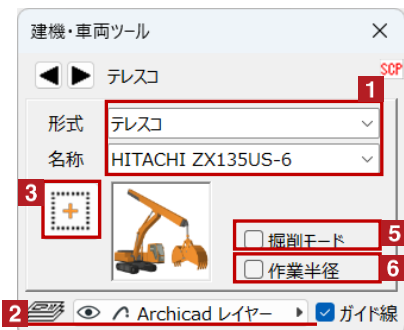 建機・車両ツール
テレスコ
SCP
1
形式 テレスコ
名称 HITACHI ZX135US-6
3
掘削モード 5
作業半径 6
2 Archicad レイヤー ガイド線